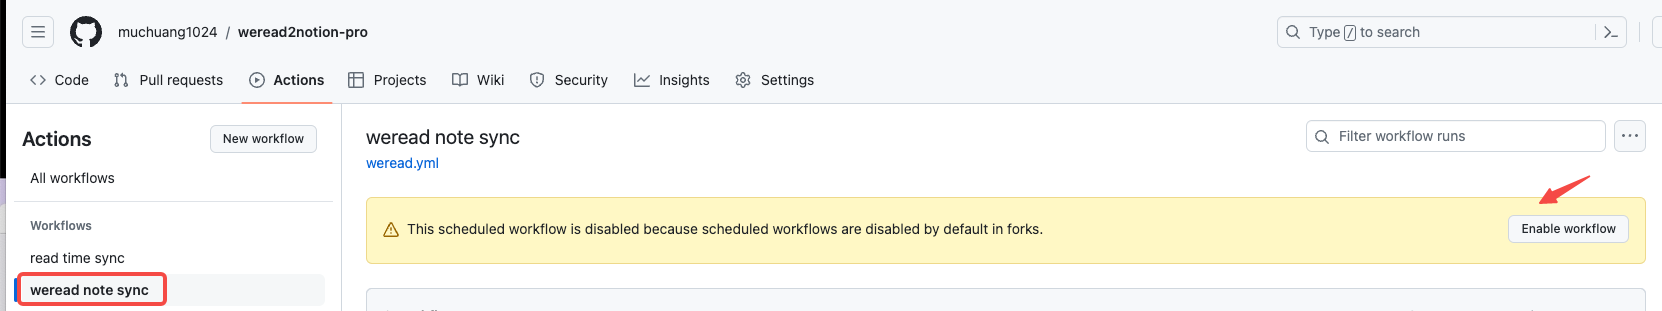 muchuang1024 / weread2notion-pro
Type / to search
Code Pull requests Actions Projects Wiki Security Insights Settings
Actions
New workflow
All workflows
Workflows
read time sync
weread note sync
weread note sync
weread.yml
Filter workflow runs
This scheduled workflow is disabled because scheduled workflows are disabled by default in forks.
Enable workflow